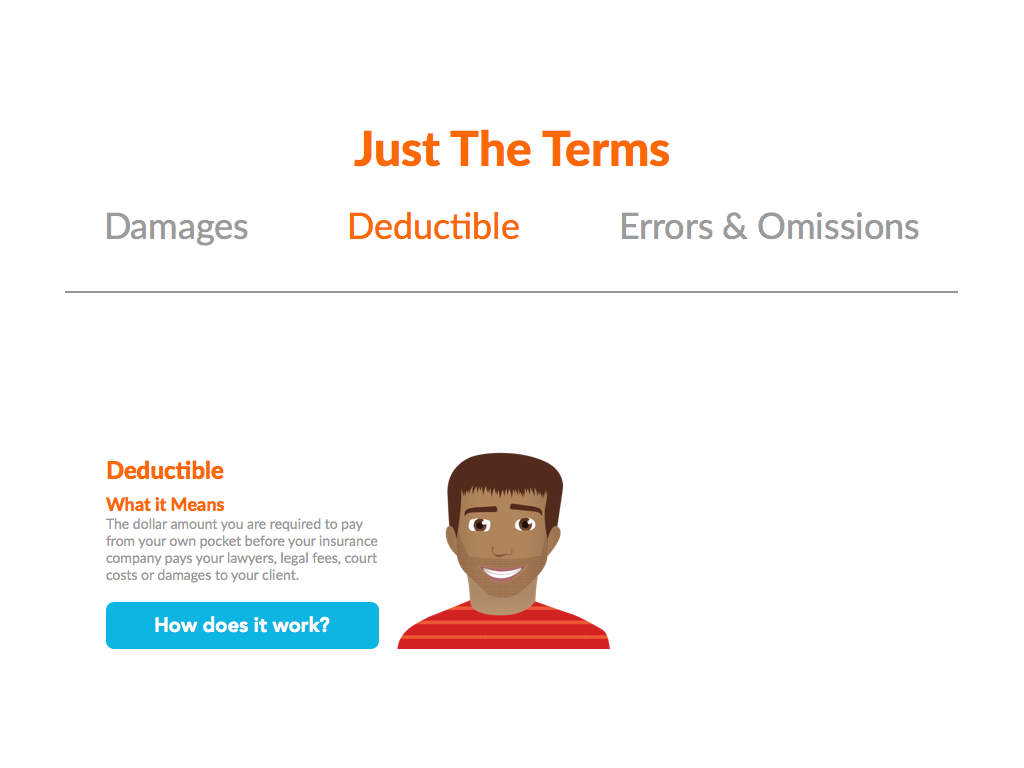 Just The Terms
Damages Deductible Errors & Omissions
Deductible
What it Means
The dollar amount you are required to pay
from your own pocket before your insurance
company pays your lawyers, legal fees, court
costs or damages to your client.
How does it work?